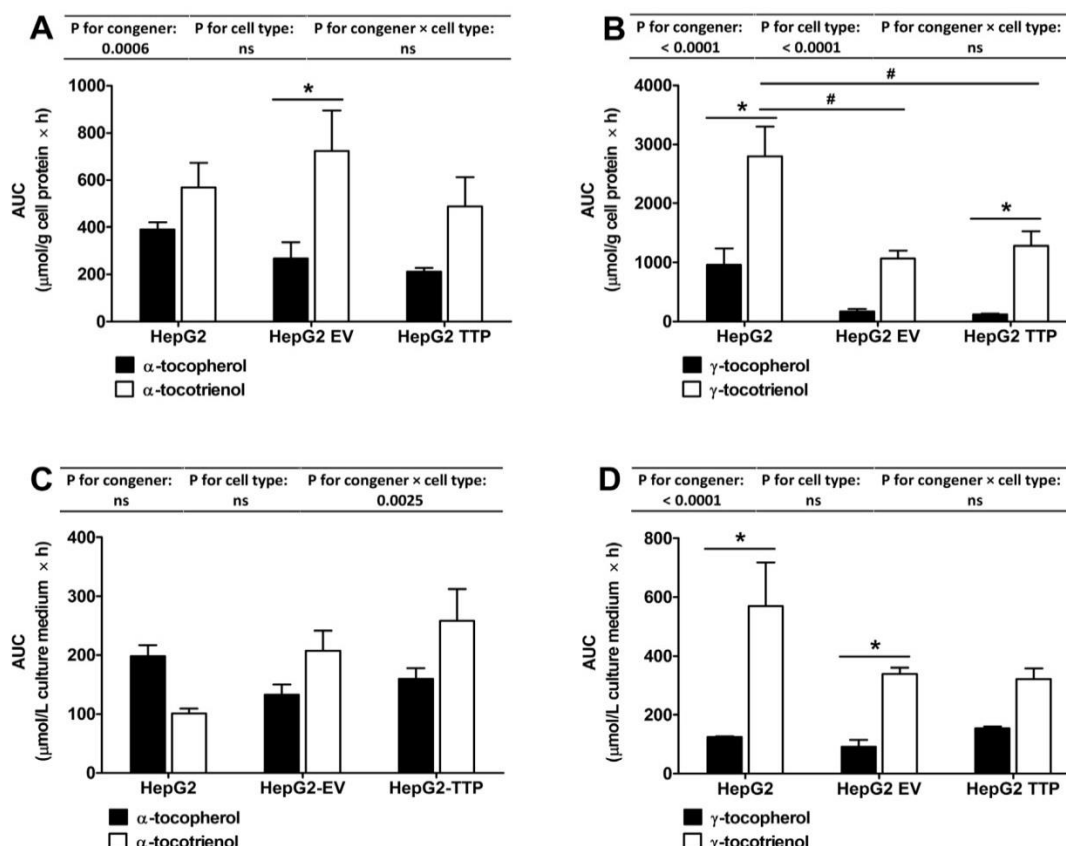 A
P for congener: P for cell type: P for congener × cell type:
0.0006 ns ns
*
1000
800
600
400
200
0
AUC
(μmol/g cell protein × h)
HepG2 HepG2 EV HepG2 TTP
α-tocopherol
α-tocotrienol
B
P for congener: P for cell type: P for congener × cell type:
< 0.0001 < 0.0001 ns
#
#
*
*
4000
3000
2000
1000
0
AUC
(μmol/g cell protein × h)
HepG2 HepG2 EV HepG2 TTP
γ-tocopherol
γ-tocotrienol
C
P for congener: P for cell type: P for congener × cell type:
ns ns 0.0025
400
300
200
100
0
AUC
(μmol/L culture medium × h)
HepG2 HepG2-EV HepG2-TTP
α-tocopherol
α-tocotrienol
D
P for congener: P for cell type: P for congener × cell type:
< 0.0001 ns ns
*
*
800
600
400
200
0
AUC
(μmol/L culture medium × h)
HepG2 HepG2 EV HepG2 TTP
γ-tocopherol
γ-tocotrienol